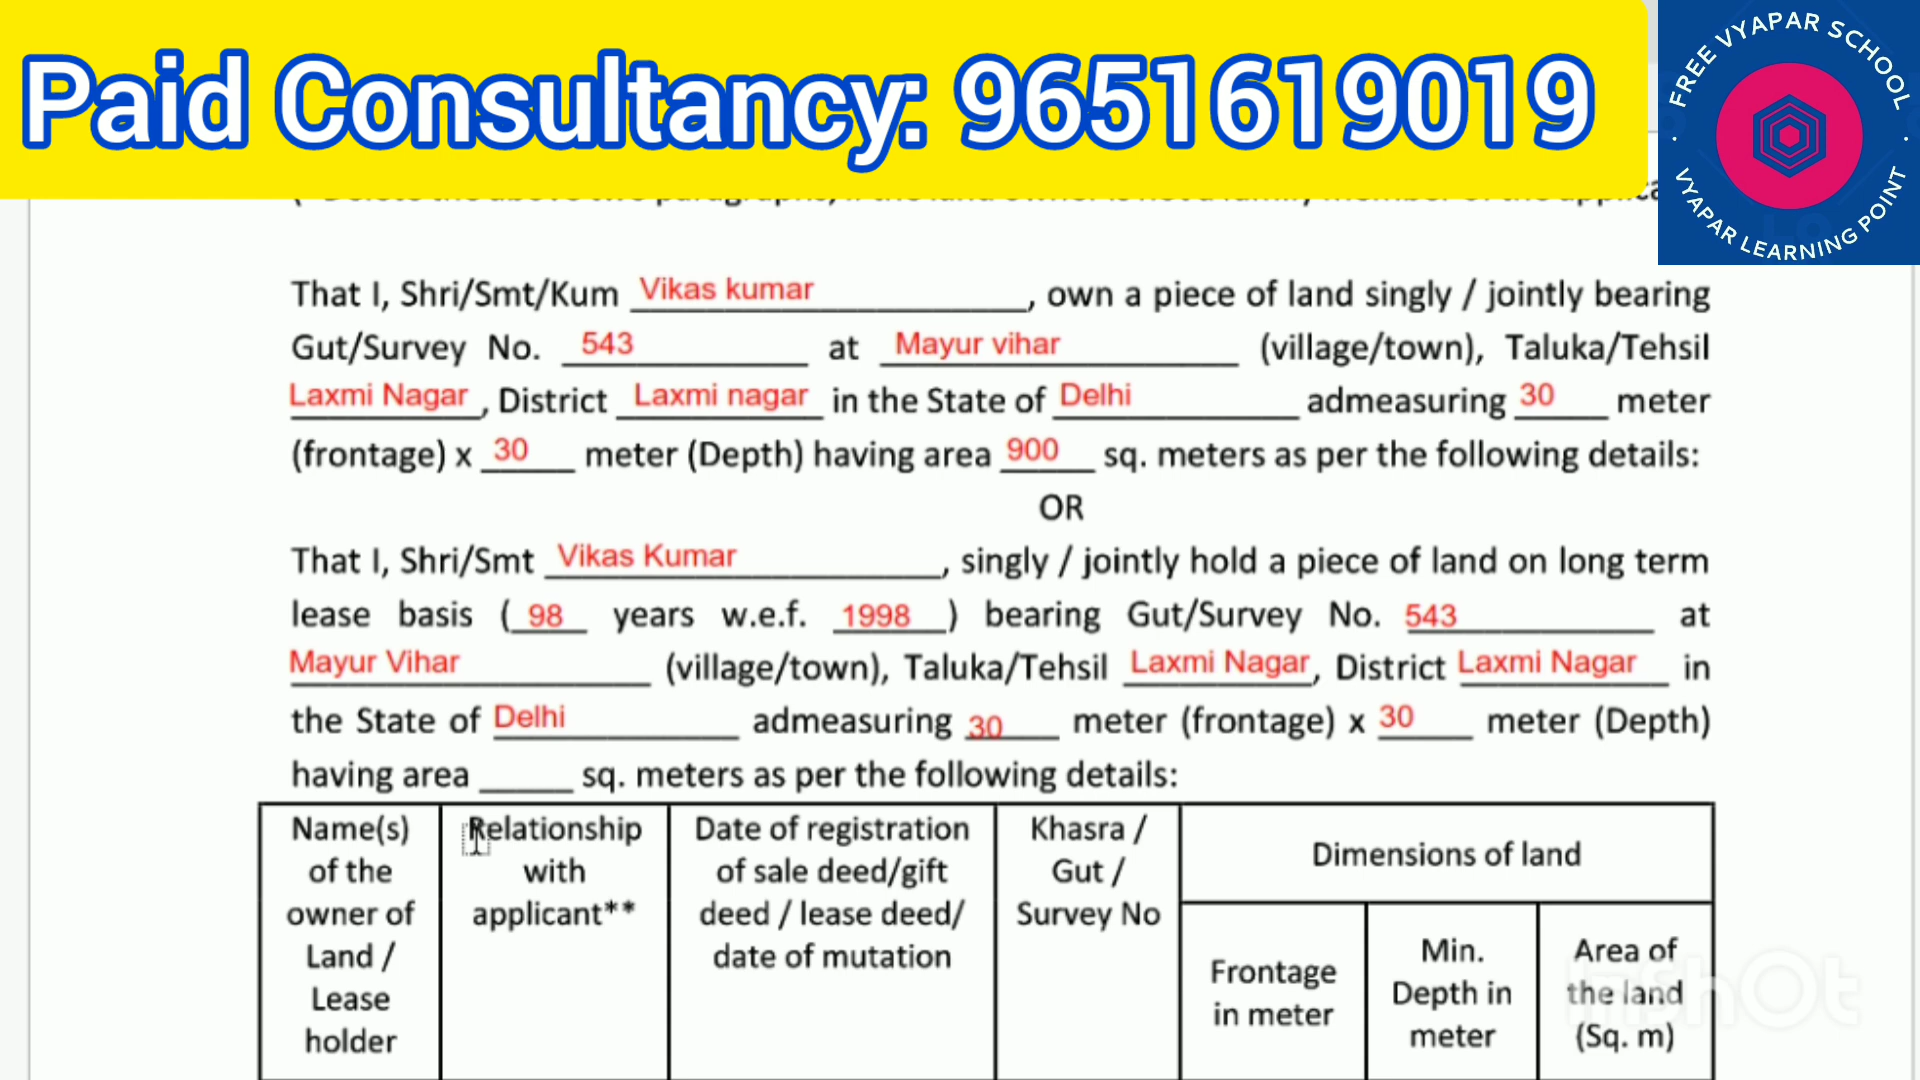 Paid Consultancy: 9651619019
FREE VYAPAR SCHOOL
VYAPAR LEARNING POINT
That I, Shri/Smt/Kum Vikas kumar, own a piece of land singly / jointly bearing
Gut/Survey No. 543 at Mayur vihar (village/town), Taluka/Tehsil
Laxmi Nagar, District Laxmi nagar in the State of Delhi admeasuring 30 meter
(frontage) x 30 meter (Depth) having area 900 sq. meters as per the following details:
OR
That I, Shri/Smt Vikas Kumar, singly / jointly hold a piece of land on long term
lease basis (98 years w.e.f. 1998) bearing Gut/Survey No. 543 at
Mayur Vihar (village/town), Taluka/Tehsil Laxmi Nagar, District Laxmi Nagar in
the State of Delhi admeasuring 30 meter (frontage) x 30 meter (Depth)
having area _____ sq. meters as per the following details:
Name(s)
of the
owner of
Land /
Lease
holder
Relationship
with
applicant**
Date of registration
of sale deed/gift
deed / lease deed/
date of mutation
Khasra /
Gut /
Survey No
Dimensions of land
Frontage
in meter
Min.
Depth in
meter
Area of
the land
(Sq. m)
InShOt